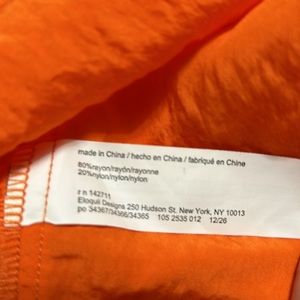 made in China / hecho en China / fabriqué en Chine
80%rayon/rayón/rayonne
20%nylon/nylon/nylon
r n 142711
Eloquii Designs 250 Hudson St. New York, NY 10013
po 34367/34366/34365 105 2535 012 12/26